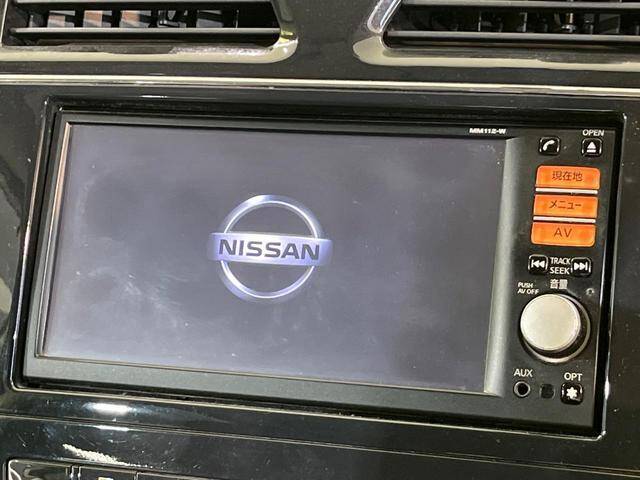 MM112-W
OPEN
現在地
メニュー
AV
NISSAN
TRACK
SEEK
音量
PUSH
AV OFF
AUX
OPT